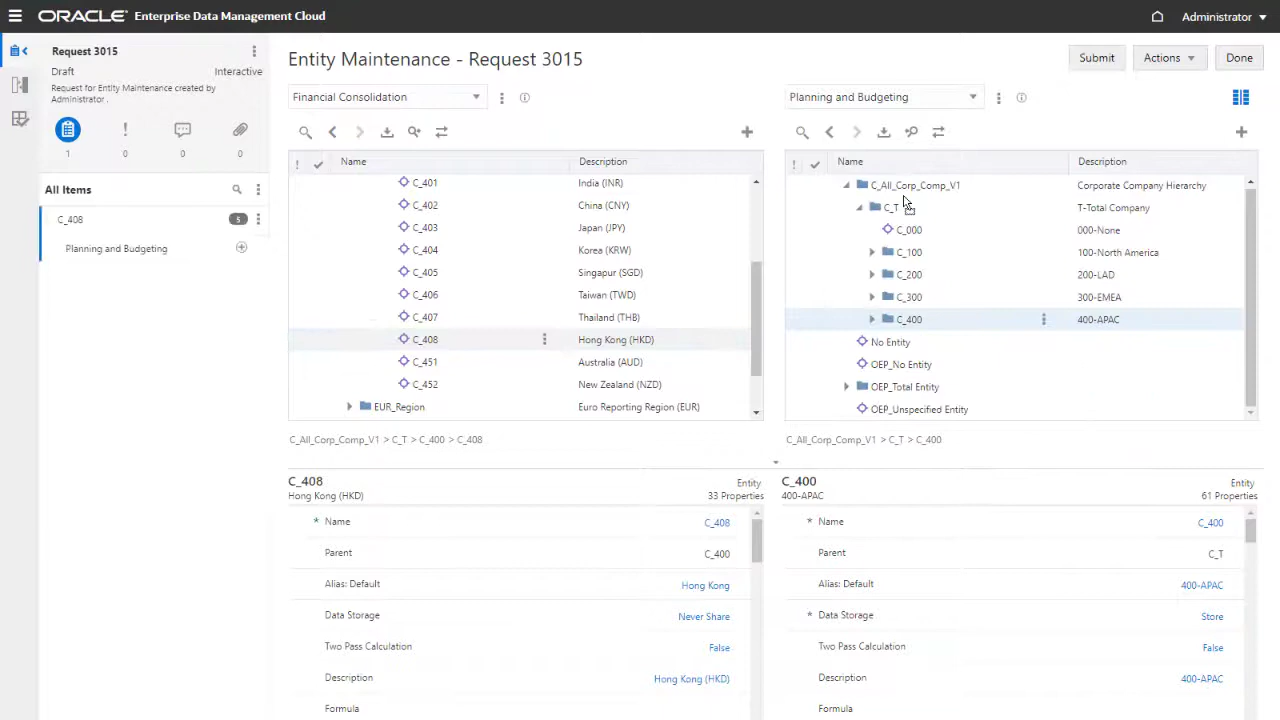 ORACLE® Enterprise Data Management Cloud
Administrator
Request 3015
Draft Interactive
Request for Entity Maintenance created by
Administrator .
1 0 0 0
All Items
C_408 5
Planning and Budgeting
Entity Maintenance - Request 3015
Submit Actions Done
Financial Consolidation
Name Description
C_401 India (INR)
C_402 China (CNY)
C_403 Japan (JPY)
C_404 Korea (KRW)
C_405 Singapur (SGD)
C_406 Taiwan (TWD)
C_407 Thailand (THB)
C_408 Hong Kong (HKD)
C_451 Australia (AUD)
C_452 New Zealand (NZD)
EUR_Region Euro Reporting Region (EUR)
C_All_Corp_Comp_V1 > C_T > C_400 > C_408
C_408 Entity
Hong Kong (HKD) 33 Properties
* Name C_408
Parent C_400
Alias: Default Hong Kong
Data Storage Never Share
Two Pass Calculation False
Description Hong Kong (HKD)
Formula
Planning and Budgeting
Name Description
C_All_Corp_Comp_V1 Corporate Company Hierarchy
C_T T-Total Company
C_000 000-None
C_100 100-North America
C_200 200-LAD
C_300 300-EMEA
C_400 400-APAC
No Entity
OEP_No Entity
OEP_Total Entity
OEP_Unspecified Entity
C_All_Corp_Comp_V1 > C_T > C_400
C_400 Entity
400-APAC 61 Properties
* Name C_400
Parent C_T
Alias: Default 400-APAC
* Data Storage Store
Two Pass Calculation False
Description 400-APAC
Formula